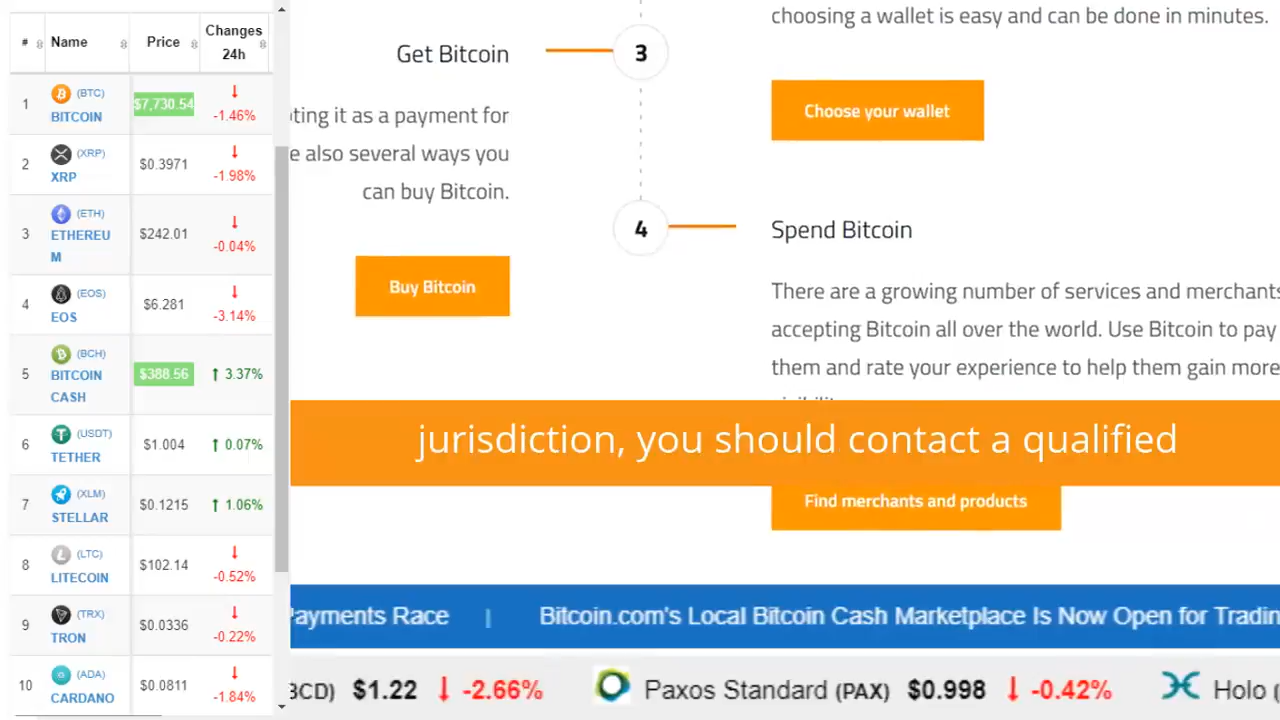 # Name Price Changes
24h
1 (BTC)
BITCOIN $7,730.54 -1.46%
2 (XRP)
XRP $0.3971 -1.98%
3 (ETH)
ETHEREU
M $242.01 -0.04%
4 (EOS)
EOS $6.281 -3.14%
5 (BCH)
BITCOIN
CASH $388.56 3.37%
6 (USDT)
TETHER $1.004 0.07%
7 (XLM)
STELLAR $0.1215 1.06%
8 (LTC)
LITECOIN $102.14 -0.52%
9 (TRX)
TRON $0.0336 -0.22%
10 (ADA)
CARDANO $0.0811 -1.84%
choosing a wallet is easy and can be done in minutes.
Choose your wallet
Get Bitcoin
3
ting it as a payment for
e also several ways you
can buy Bitcoin.
Buy Bitcoin
4
Spend Bitcoin
There are a growing number of services and merchants
accepting Bitcoin all over the world. Use Bitcoin to pay
them and rate your experience to help them gain more
jurisdiction, you should contact a qualified
Find merchants and products
Payments Race | Bitcoin.com's Local Bitcoin Cash Marketplace Is Now Open for Tradin
BCD) $1.22 -2.66% Paxos Standard (PAX) $0.998 -0.42% Holo (